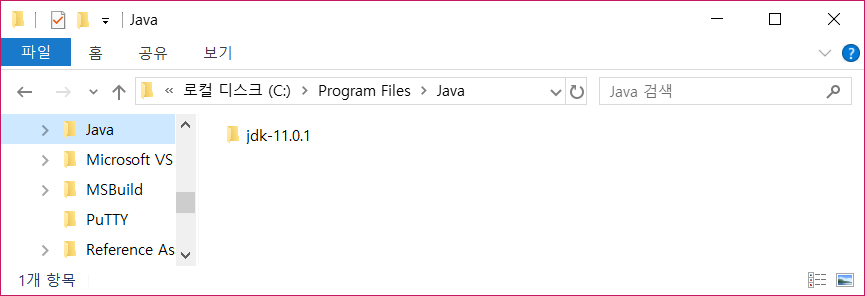 Java
파일 홈 공유 보기
« 로컬 디스크 (C:) > Program Files > Java
Java 검색
Java
Microsoft VS
MSBuild
PuTTY
Reference As
jdk-11.0.1
1개 항목